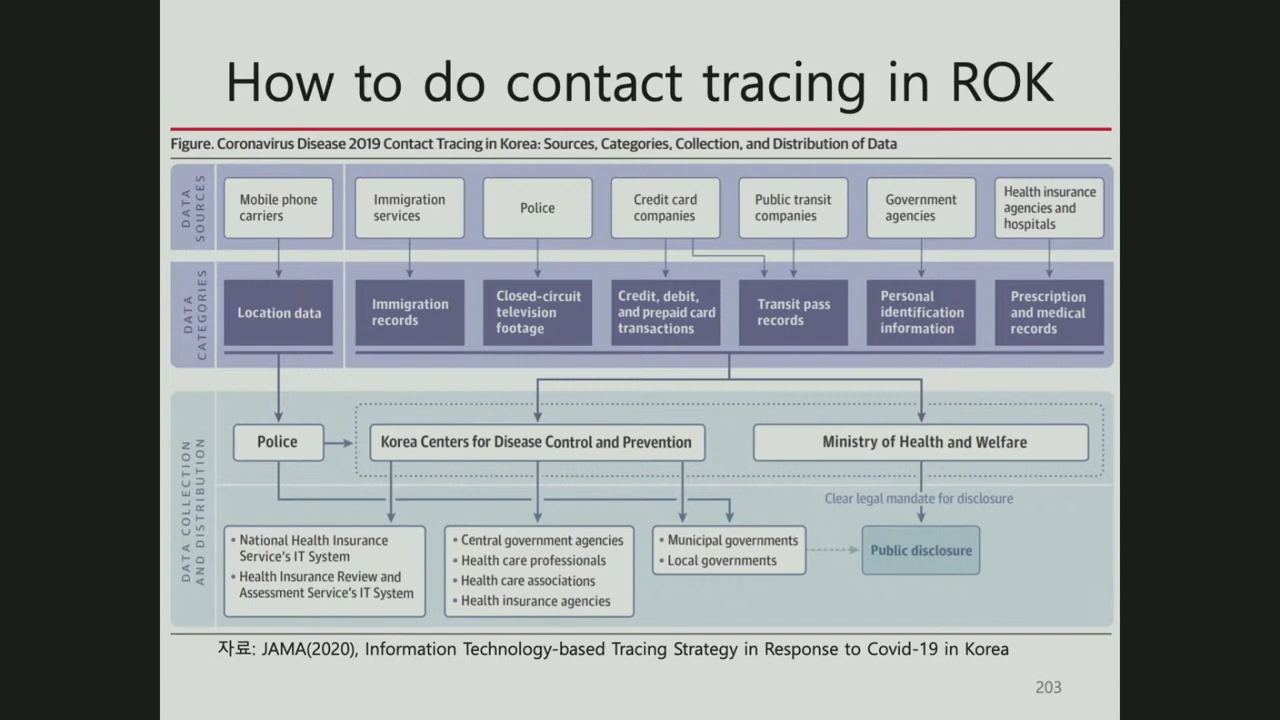 How to do contact tracing in ROK
Figure. Coronavirus Disease 2019 Contact Tracing in Korea: Sources, Categories, Collection, and Distribution of Data
DATA
SOURCES
Mobile phone
carriers
Immigration
services
Police
Credit card
companies
Public transit
companies
Government
agencies
Health insurance
agencies and
hospitals
DATA
CATEGORIES
Location data
Immigration
records
Closed-circuit
television
footage
Credit, debit,
and prepaid card
transactions
Transit pass
records
Personal
identification
information
Prescription
and medical
records
DATA COLLECTION
AND DISTRIBUTION
Police
Korea Centers for Disease Control and Prevention
Ministry of Health and Welfare
Clear legal mandate for disclosure
• National Health Insurance
Service's IT System
• Health Insurance Review and
Assessment Service's IT System
• Central government agencies
• Health care professionals
• Health care associations
• Health insurance agencies
• Municipal governments
• Local governments
Public disclosure
자료: JAMA(2020), Information Technology-based Tracing Strategy in Response to Covid-19 in Korea
203